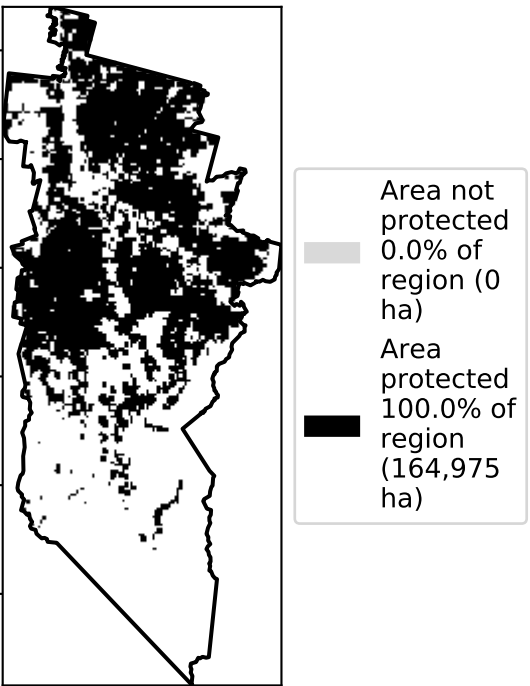 Area not
protected
0.0% of
region (0
ha)
Area
protected
100.0% of
region
(164,975
ha)